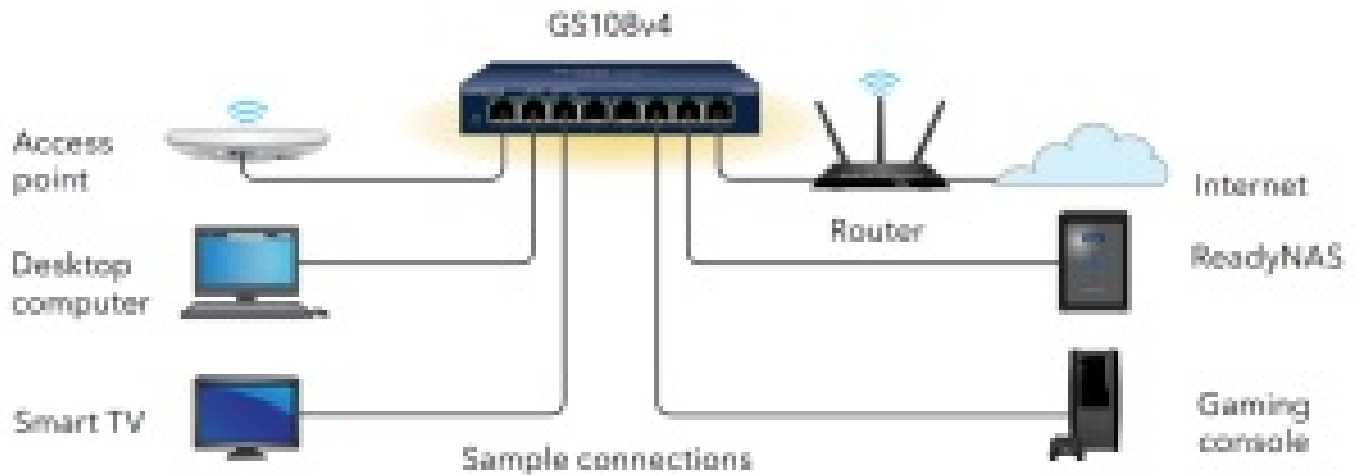 GS108v4
Access
point
Router
Internet
Desktop
computer
ReadyNAS
Smart TV
Gaming
console
Sample connections